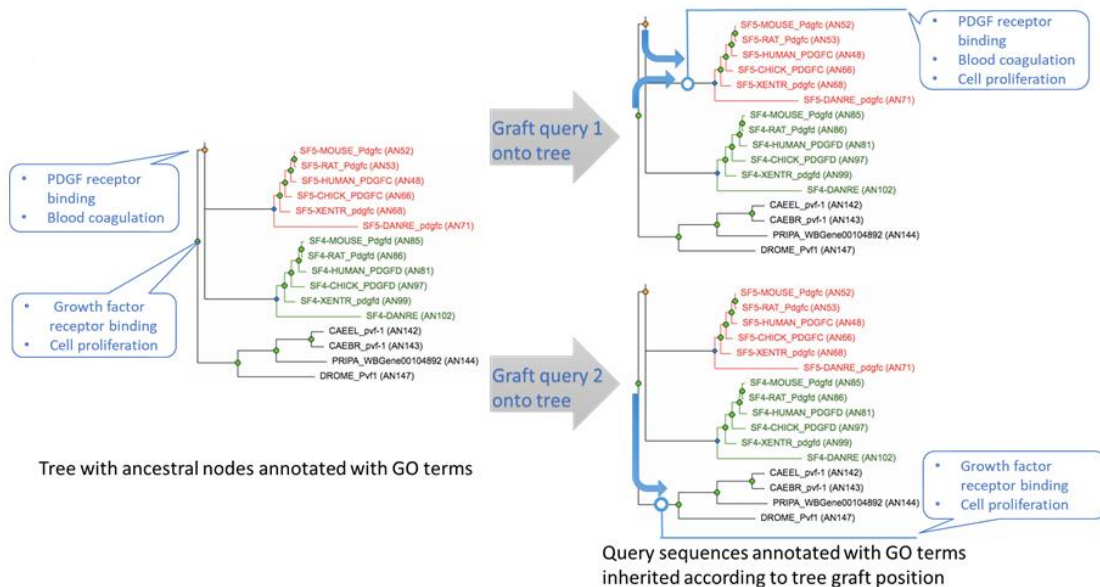 • PDGF receptor
binding
• Blood coagulation
• Growth factor
receptor binding
• Cell proliferation
SF5-MOUSE_Pdgfc (AN52)
SF5-RAT_Pdgfc (AN53)
SF5-HUMAN_PDGFC (AN48)
SF5-CHICK_PDGFC (AN66)
SF5-XENTR_pdgfc (AN68)
SF5-DANRE_pdgfc (AN71)
SF4-MOUSE_Pdgfd (AN85)
SF4-RAT_Pdgfd (AN86)
SF4-HUMAN_PDGFD (AN81)
SF4-CHICK_PDGFD (AN97)
SF4-XENTR_pdgfd (AN99)
SF4-DANRE (AN102)
CAEEL_pvf-1 (AN142)
CAEBR_pvf-1 (AN143)
PRIPA_WBGene00104892 (AN144)
DROME_Pvf1 (AN147)
Tree with ancestral nodes annotated with GO terms
Graft query 1
onto tree
SF5-MOUSE_Pdgfc (AN52)
SF5-RAT_Pdgfc (AN53)
SF5-HUMAN_PDGFC (AN48)
SF5-CHICK_PDGFC (AN66)
SF5-XENTR_pdgfc (AN68)
SF5-DANRE_pdgfc (AN71)
SF4-MOUSE_Pdgfd (AN85)
SF4-RAT_Pdgfd (AN86)
SF4-HUMAN_PDGFD (AN81)
SF4-CHICK_PDGFD (AN97)
SF4-XENTR_pdgfd (AN99)
SF4-DANRE (AN102)
CAEEL_pvf-1 (AN142)
CAEBR_pvf-1 (AN143)
PRIPA_WBGene00104892 (AN144)
DROME_Pvf1 (AN147)
• PDGF receptor
binding
• Blood coagulation
• Cell proliferation
Graft query 2
onto tree
SF5-MOUSE_Pdgfc (AN52)
SF5-RAT_Pdgfc (AN53)
SF5-HUMAN_PDGFC (AN48)
SF5-CHICK_PDGFC (AN66)
SF5-XENTR_pdgfc (AN68)
SF5-DANRE_pdgfc (AN71)
SF4-MOUSE_Pdgfd (AN85)
SF4-RAT_Pdgfd (AN86)
SF4-HUMAN_PDGFD (AN81)
SF4-CHICK_PDGFD (AN97)
SF4-XENTR_pdgfd (AN99)
SF4-DANRE (AN102)
CAEEL_pvf-1 (AN142)
CAEBR_pvf-1 (AN143)
PRIPA_WBGene00104892 (AN144)
DROME_Pvf1 (AN147)
• Growth factor
receptor binding
• Cell proliferation
Query sequences annotated with GO terms
inherited according to tree graft position